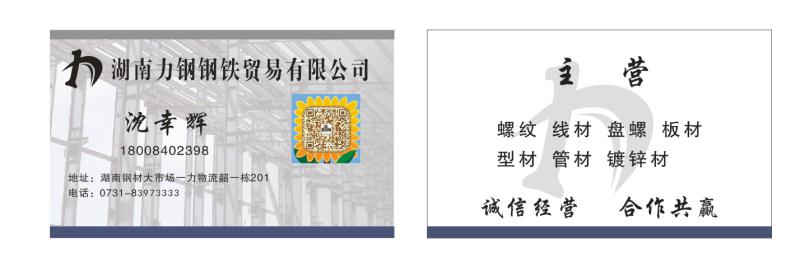 湖南力钢钢铁贸易有限公司
沈幸辉
18008402398
地址：湖南钢材大市场一力物流韶一栋201
电话：0731-83973333
主 营
螺纹 线材 盘螺 板材
型材 管材 镀锌材
诚信经营 合作共赢